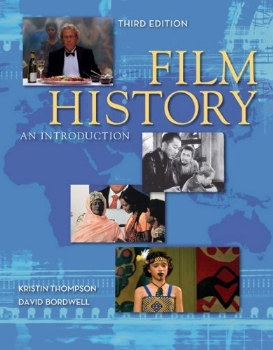 THIRD EDITION
FILM
HISTORY
AN INTRODUCTION
KRISTIN THOMPSON
DAVID BORDWELL